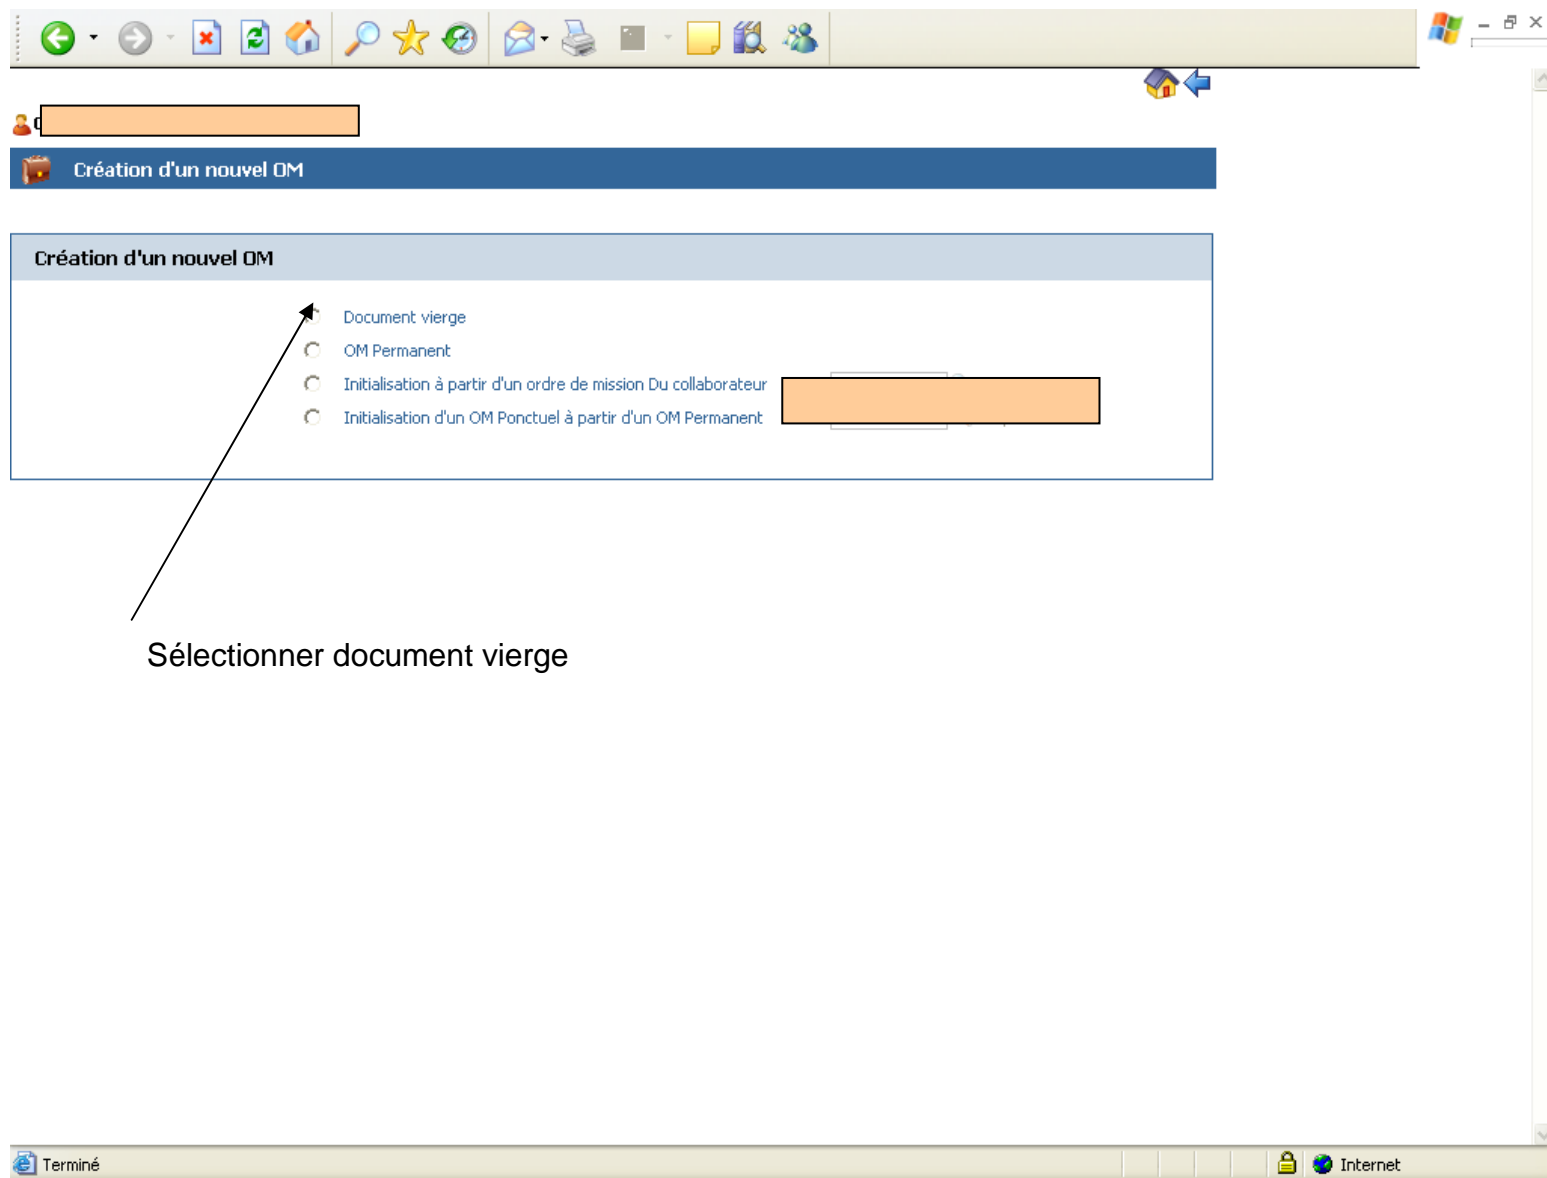 Création d'un nouvel OM
Création d'un nouvel OM
Document vierge
OM Permanent
Initialisation à partir d'un ordre de mission Du collaborateur
Initialisation d'un OM Ponctuel à partir d'un OM Permanent
Sélectionner document vierge
Terminé
Internet